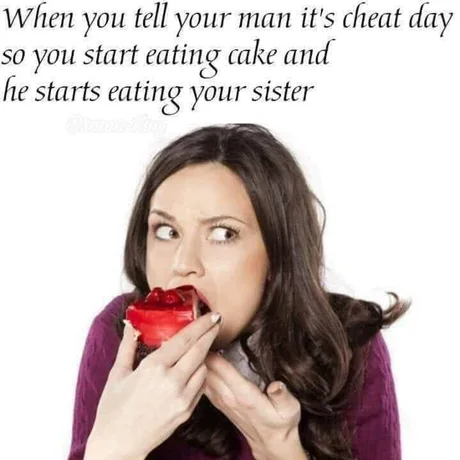 When you tell your man it's cheat day
so you start eating cake and
he starts eating your sister